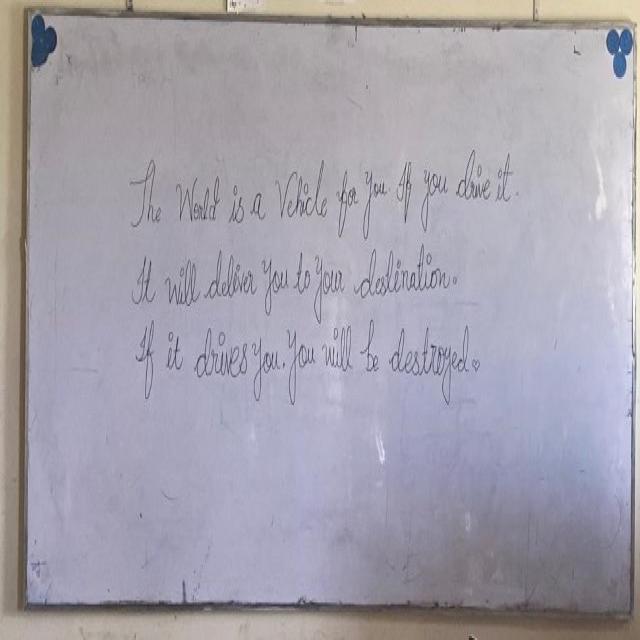 The World is a Vehicle for you. If you drive it.
It will deliver you to your destination.
If it drives you. You will be destroyed.